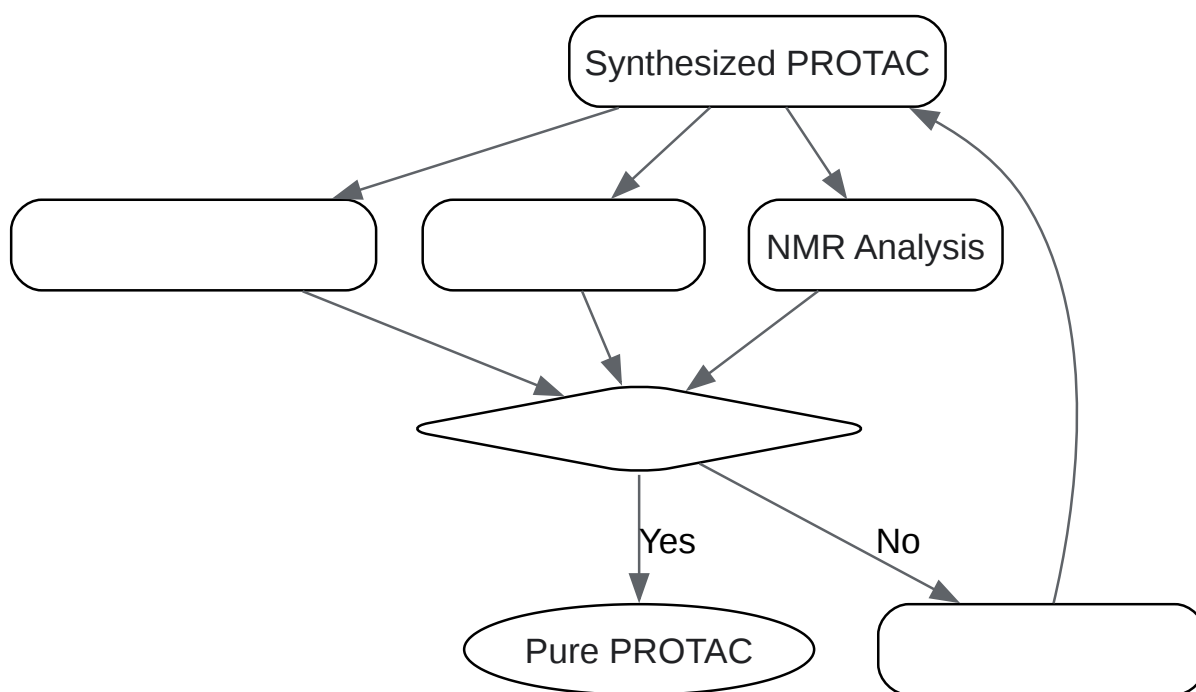 Synthesized PROTAC
NMR Analysis
Yes
No
Pure PROTAC